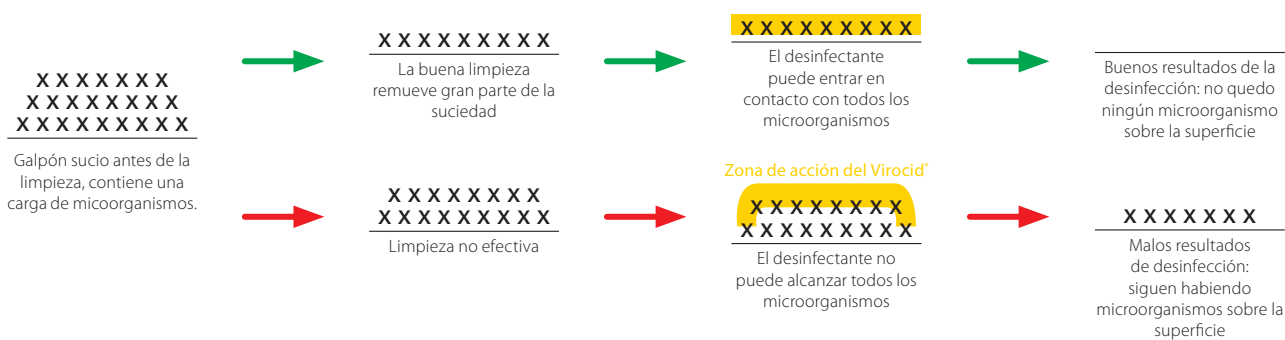 X X X X X X X
X X X X X X X X
X X X X X X X X X
Galpón sucio antes de la
limpieza, contiene una
carga de micoorganismos.
X X X X X X X X X
La buena limpieza
remueve gran parte de la
suciedad
X X X X X X X X X
El desinfectante
puede entrar en
contacto con todos los
microorganismos
Buenos resultados de la
desinfección: no quedo
ningún microorganismo
sobre la superficie
X X X X X X X X
X X X X X X X X X
Limpieza no efectiva
Zona de acción del Virocid®
X X X X X X X X
X X X X X X X X X
El desinfectante no
puede alcanzar todos los
microorganismos
X X X X X X X
Malos resultados
de desinfección:
siguen habiendo
microorganismos sobre la
superficie